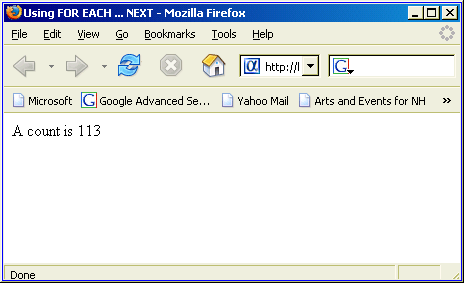 Using FOR EACH ... NEXT - Mozilla Firefox
File Edit View Go Bookmarks Tools Help
α http://l G
Microsoft G Google Advanced Se... Yahoo Mail Arts and Events for NH »
A count is 113
Done